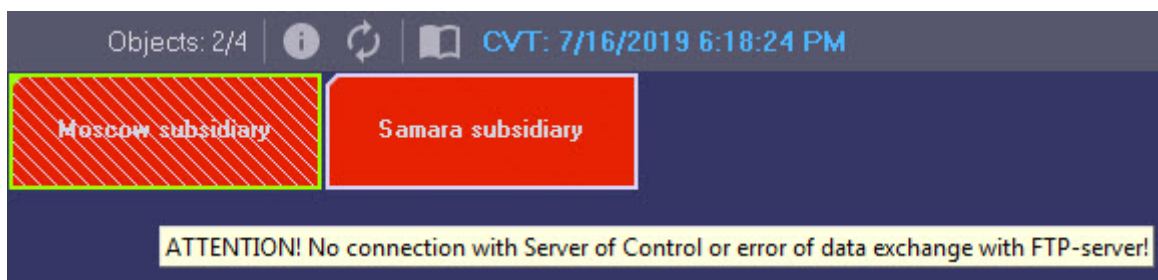 Objects: 2/4 CVT: 7/16/2019 6:18:24 PM
Moscow subsidiary Samara subsidiary
ATTENTION! No connection with Server of Control or error of data exchange with FTP-server!